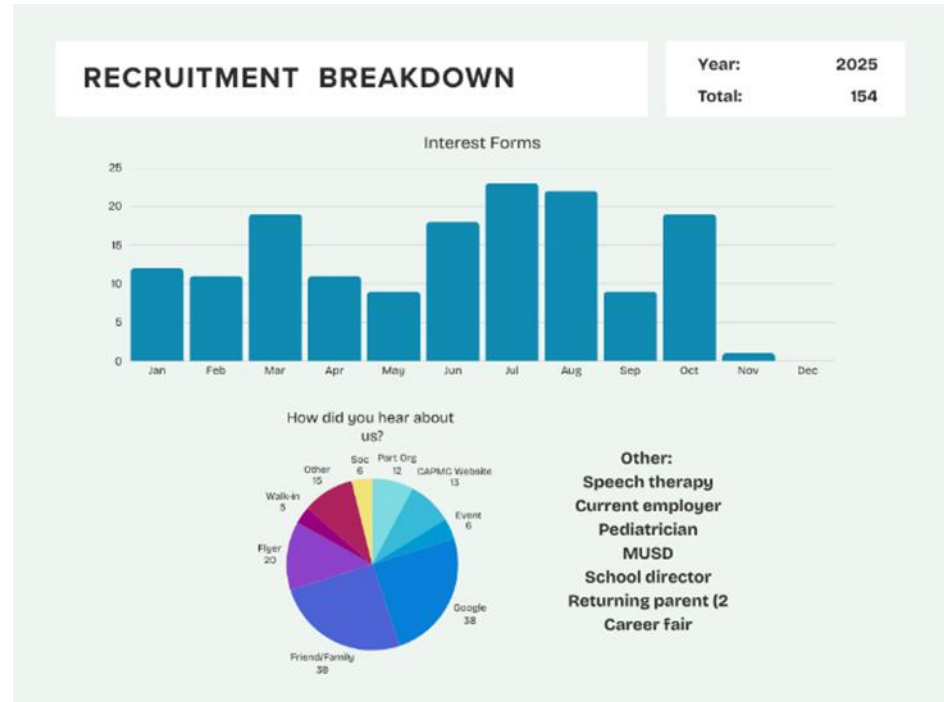 RECRUITMENT BREAKDOWN
Year: 2025
Total: 154
Interest Forms
25
20
15
10
5
0
Jan Feb Mar Apr May Jun Jul Aug Sep Oct Nov Dec
How did you hear about
us?
Soc
6
Part Org
12
CAPMC Website
13
Event
6
Google
38
Friend/Family
39
Flyer
20
Walk-in
5
Other
15
Other:
Speech therapy
Current employer
Pediatrician
MUSD
School director
Returning parent (2
Career fair